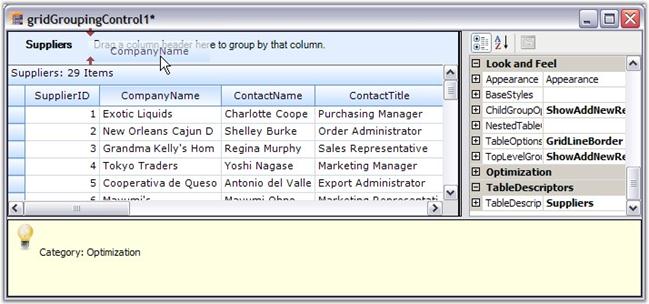 gridGroupingControl1*
Suppliers Drag a column header here to group by that column.
CompanyName
Suppliers: 29 Items
SupplierID CompanyName ContactName ContactTitle
1 Exotic Liquids Charlotte Coope Purchasing Manager
2 New Orleans Cajun D Shelley Burke Order Administrator
3 Grandma Kelly's Hom Regina Murphy Sales Representative
4 Tokyo Traders Yoshi Nagase Marketing Manager
5 Cooperativa de Queso Antonio del Valle Export Administrator
6 Mayumi's Mayumi Ohno Marketing Representati
Look and Feel
Appearance Appearance
BaseStyles
ChildGroupOp ShowAddNewRe
NestedTable
TableOptions GridLineBorder
TopLevelGrou ShowAddNewRe
Optimization
TableDescriptors
TableDescrip Suppliers
Category: Optimization